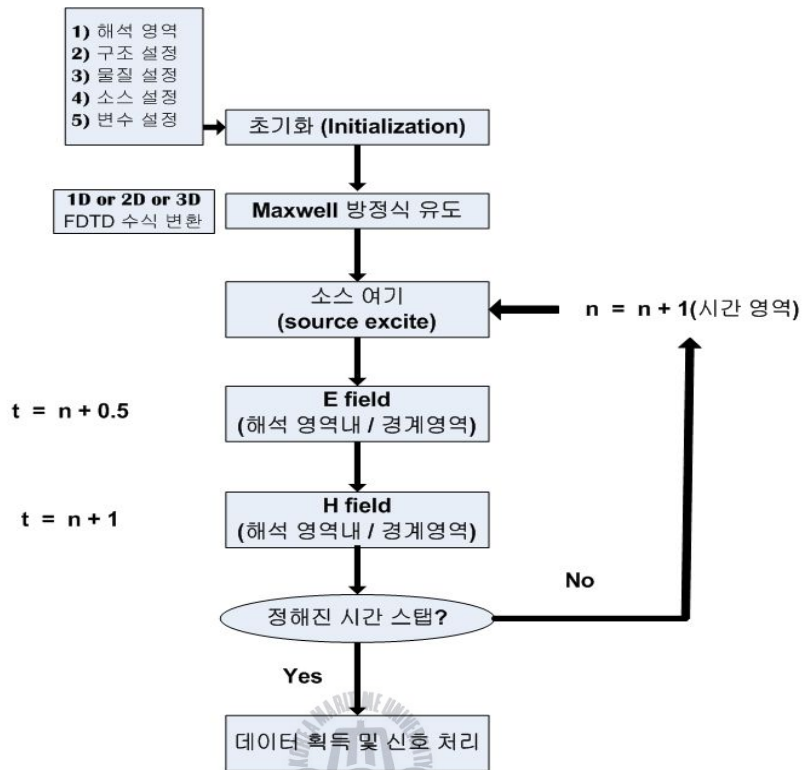 1) 해석 영역
2) 구조 설정
3) 물질 설정
4) 소스 설정
5) 변수 설정
초기화 (Initialization)
1D or 2D or 3D
FDTD 수식 변환
Maxwell 방정식 유도
소스 여기
(source excite)
n = n + 1(시간 영역)
t = n + 0.5
E field
(해석 영역내 / 경계영역)
t = n + 1
H field
(해석 영역내 / 경계영역)
No
정해진 시간 스탭?
Yes
KOREA MARITIME UNIVERSITY
데이터 획득 및 신호 처리